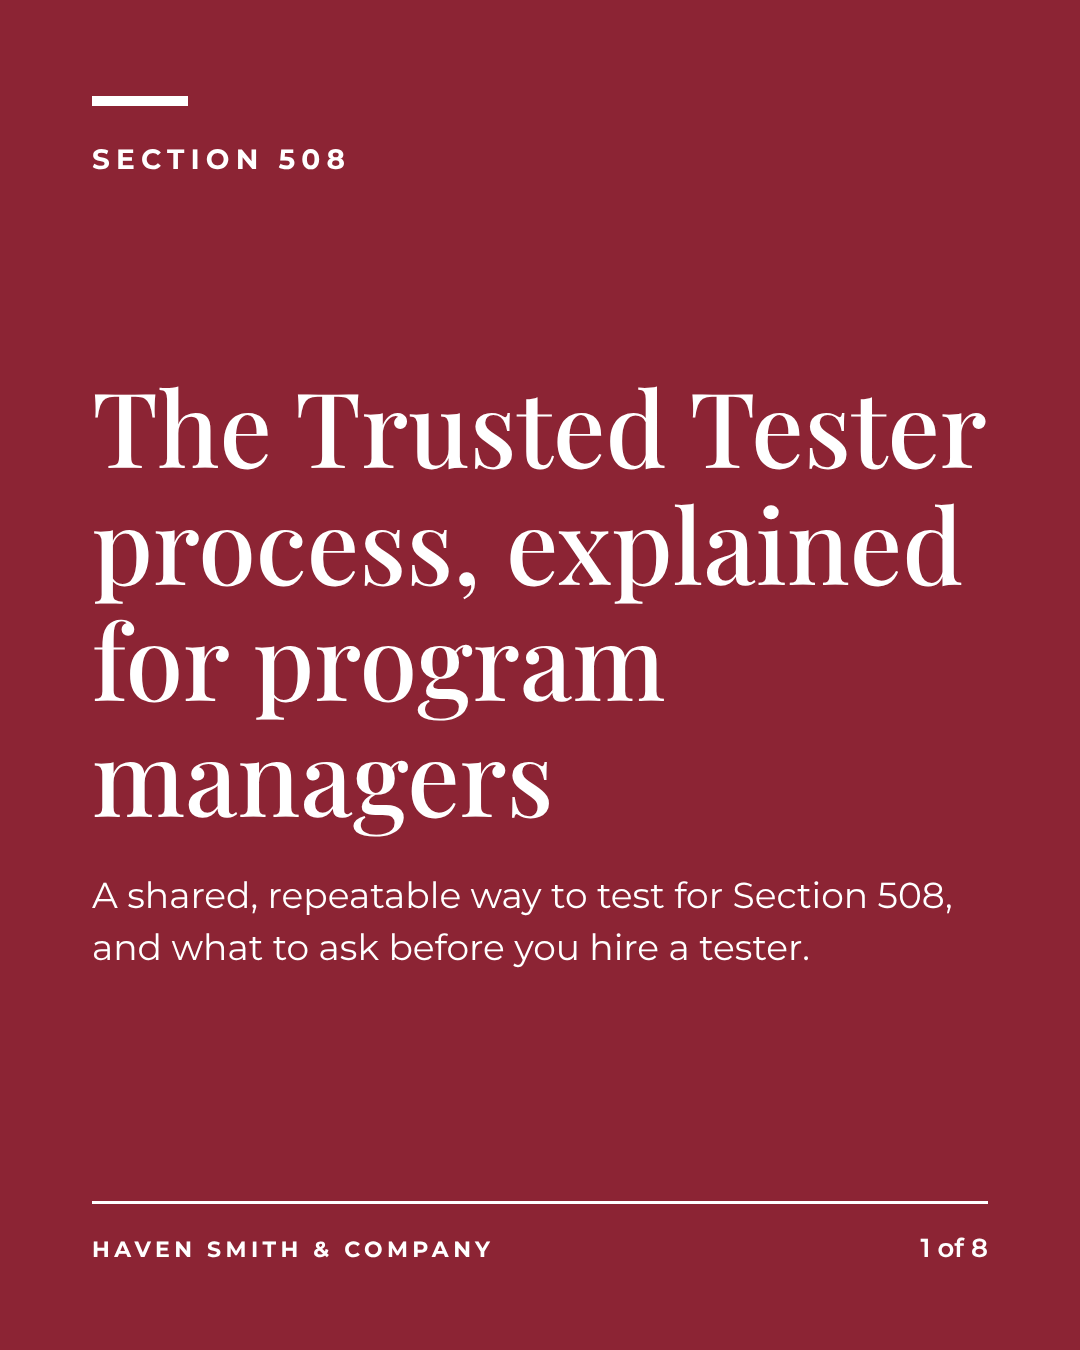 SECTION 508
The Trusted Tester
process, explained
for program
managers
A shared, repeatable way to test for Section 508,
and what to ask before you hire a tester.
HAVEN SMITH & COMPANY
1 of 8